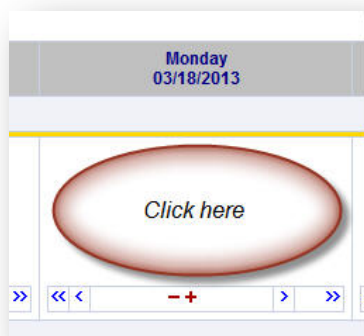 Monday
03/18/2013
Click here
>> << < - + > >>